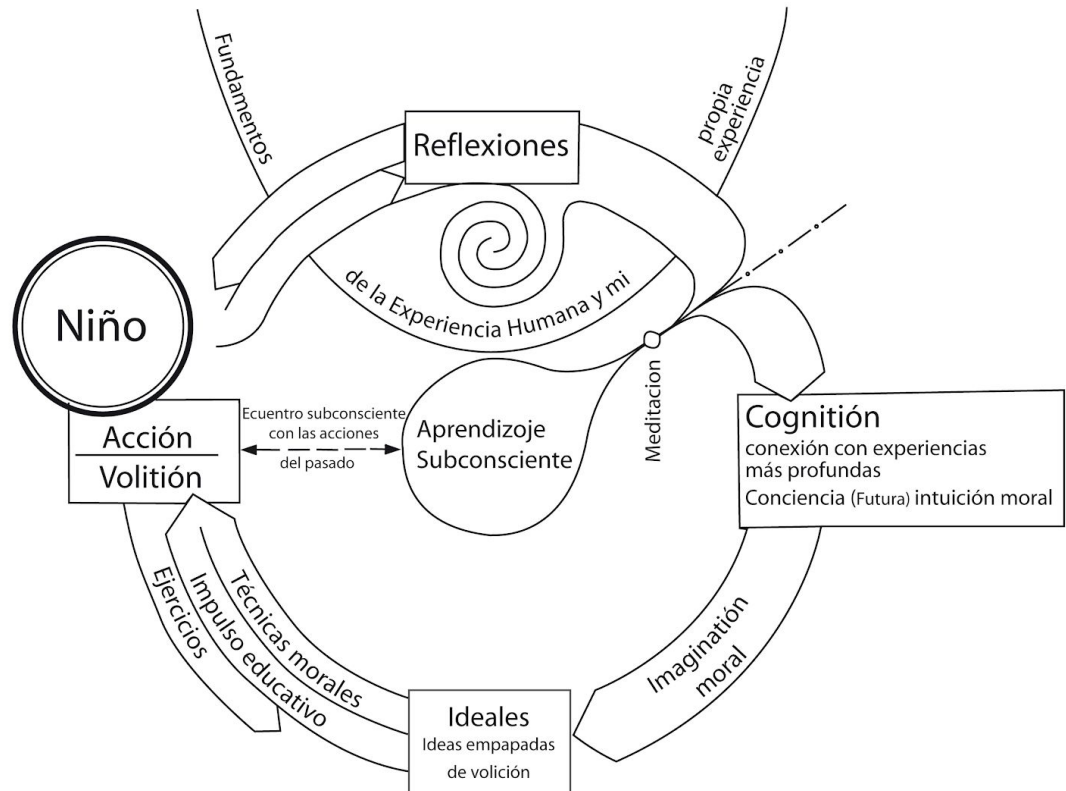 Fundamentos
propia
experiencia
Reflexiones
de la Experiencia Humana y mi
Niño
Meditacion
Acción
Volitión
Ecuentro subconsciente
con las acciones
del pasado
Aprendizoje
Subconsciente
Cognitión
conexión con experiencias
más profundas
Conciencia (Futura) intuición moral
Ejercicios
Impulso educativo
Técnicas morales
Imaginatión
moral
Ideales
Ideas empapadas
de volición